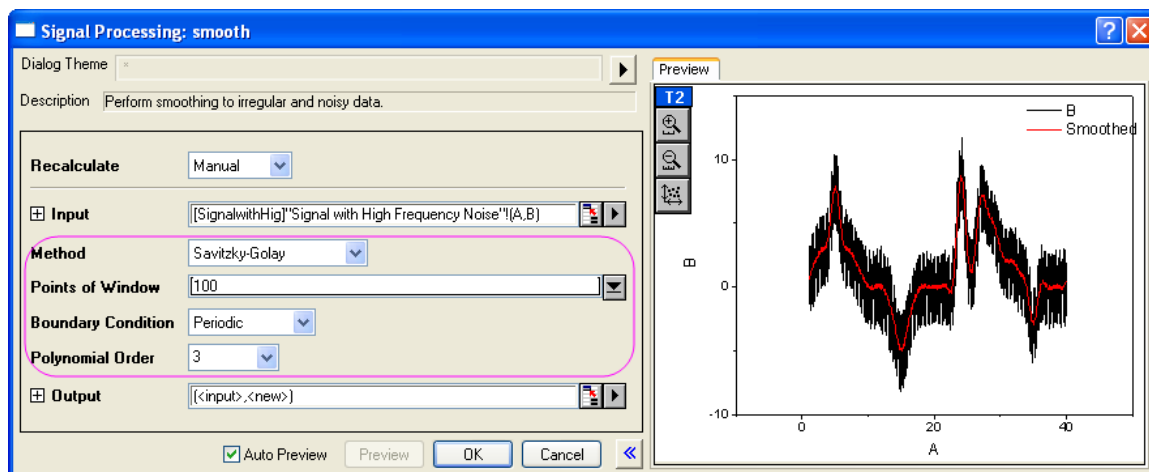 Signal Processing: smooth
Dialog Theme *
Description Perform smoothing to irregular and noisy data.
Recalculate Manual
Input [SignalwithHig]"Signal with High Frequency Noise"!(A,B)
Method Savitzky-Golay
Points of Window 100
Boundary Condition Periodic
Polynomial Order 3
Output (<input>,<new>)
Auto Preview Preview OK Cancel
Preview
T2
B
Smoothed
10
0
-10
B
0 20 40
A